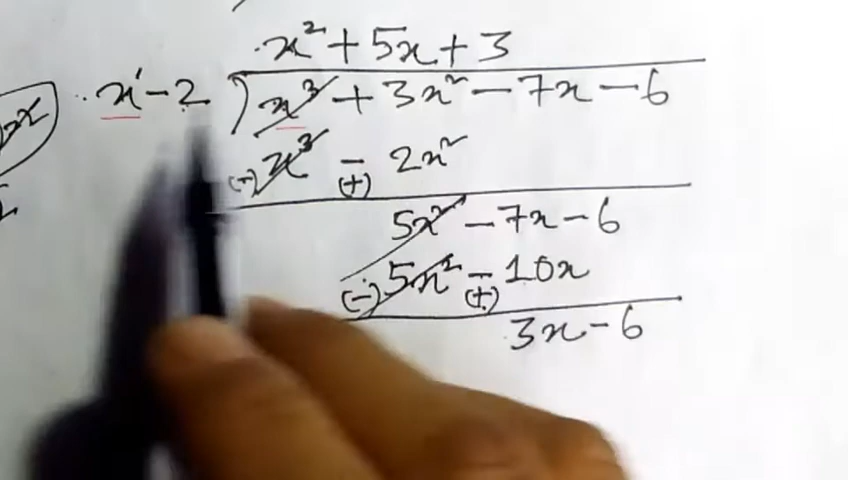 x² + 5x + 3
x' - 2 ) x³ + 3x² - 7x - 6
(-) x³ - 2x²
(+)
5x² - 7x - 6
(-) 5x² - 10x
(+)
3x - 6